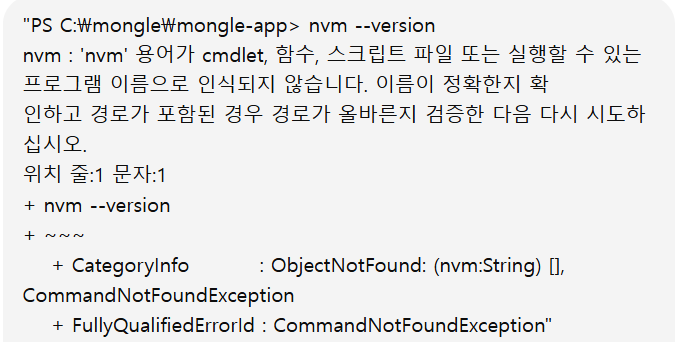 "PS C:₩mongle₩mongle-app> nvm --version
nvm : 'nvm' 용어가 cmdlet, 함수, 스크립트 파일 또는 실행할 수 있는
프로그램 이름으로 인식되지 않습니다. 이름이 정확한지 확
인하고 경로가 포함된 경우 경로가 올바른지 검증한 다음 다시 시도하
십시오.
위치 줄:1 문자:1
+ nvm --version
+ ~~~
    + CategoryInfo          : ObjectNotFound: (nvm:String) [],
CommandNotFoundException
    + FullyQualifiedErrorId : CommandNotFoundException"